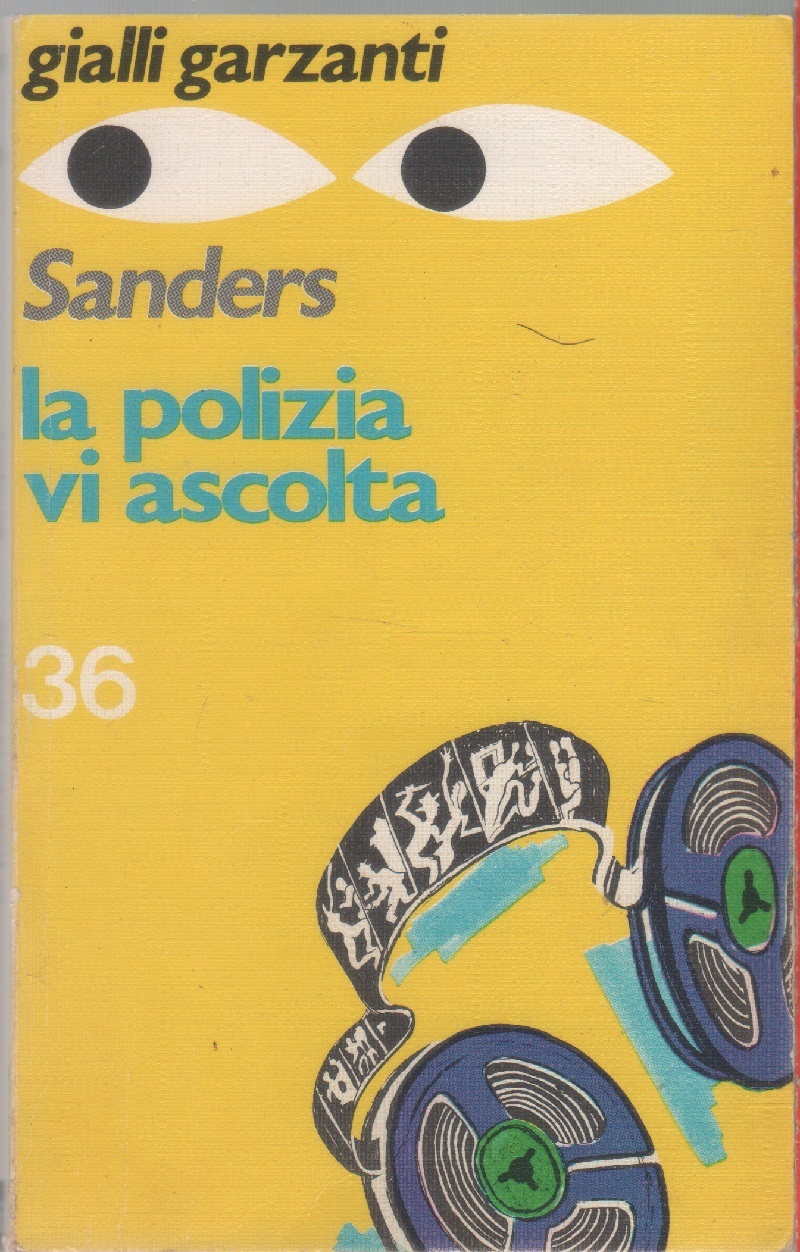 gialli garzanti
Sanders
la polizia
vi ascolta
36